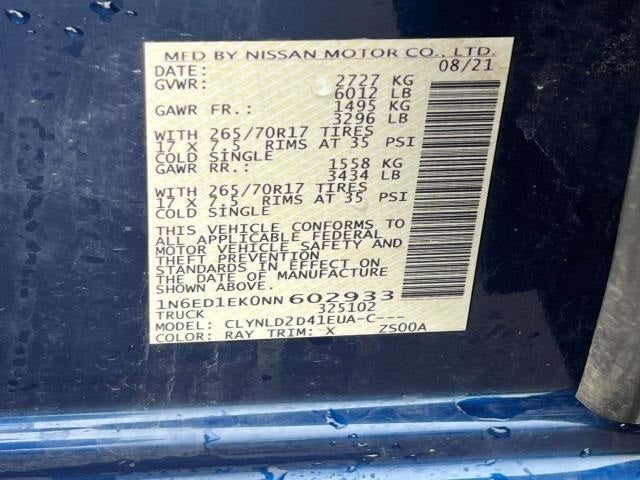 MFD BY NISSAN MOTOR CO., LTD.
DATE: 08/21
GVWR: 2727 KG
6012 LB
GAWR FR.: 1495 KG
3296 LB
WITH 265/70R17 TIRES
17 X 7.5 RIMS AT 35 PSI
COLD SINGLE
GAWR RR.: 1558 KG
3434 LB
WITH 265/70R17 TIRES
17 X 7.5 RIMS AT 35 PSI
COLD SINGLE
THIS VEHICLE CONFORMS TO
ALL APPLICABLE FEDERAL
MOTOR VEHICLE SAFETY AND
THEFT PREVENTION
STANDARDS IN EFFECT ON
THE DATE OF MANUFACTURE
SHOWN ABOVE.
1N6ED1EK0NN 602933
TRUCK 325102
MODEL: CLYNLD2D41EUA-C---
COLOR: RAY TRIM: X ZS00A